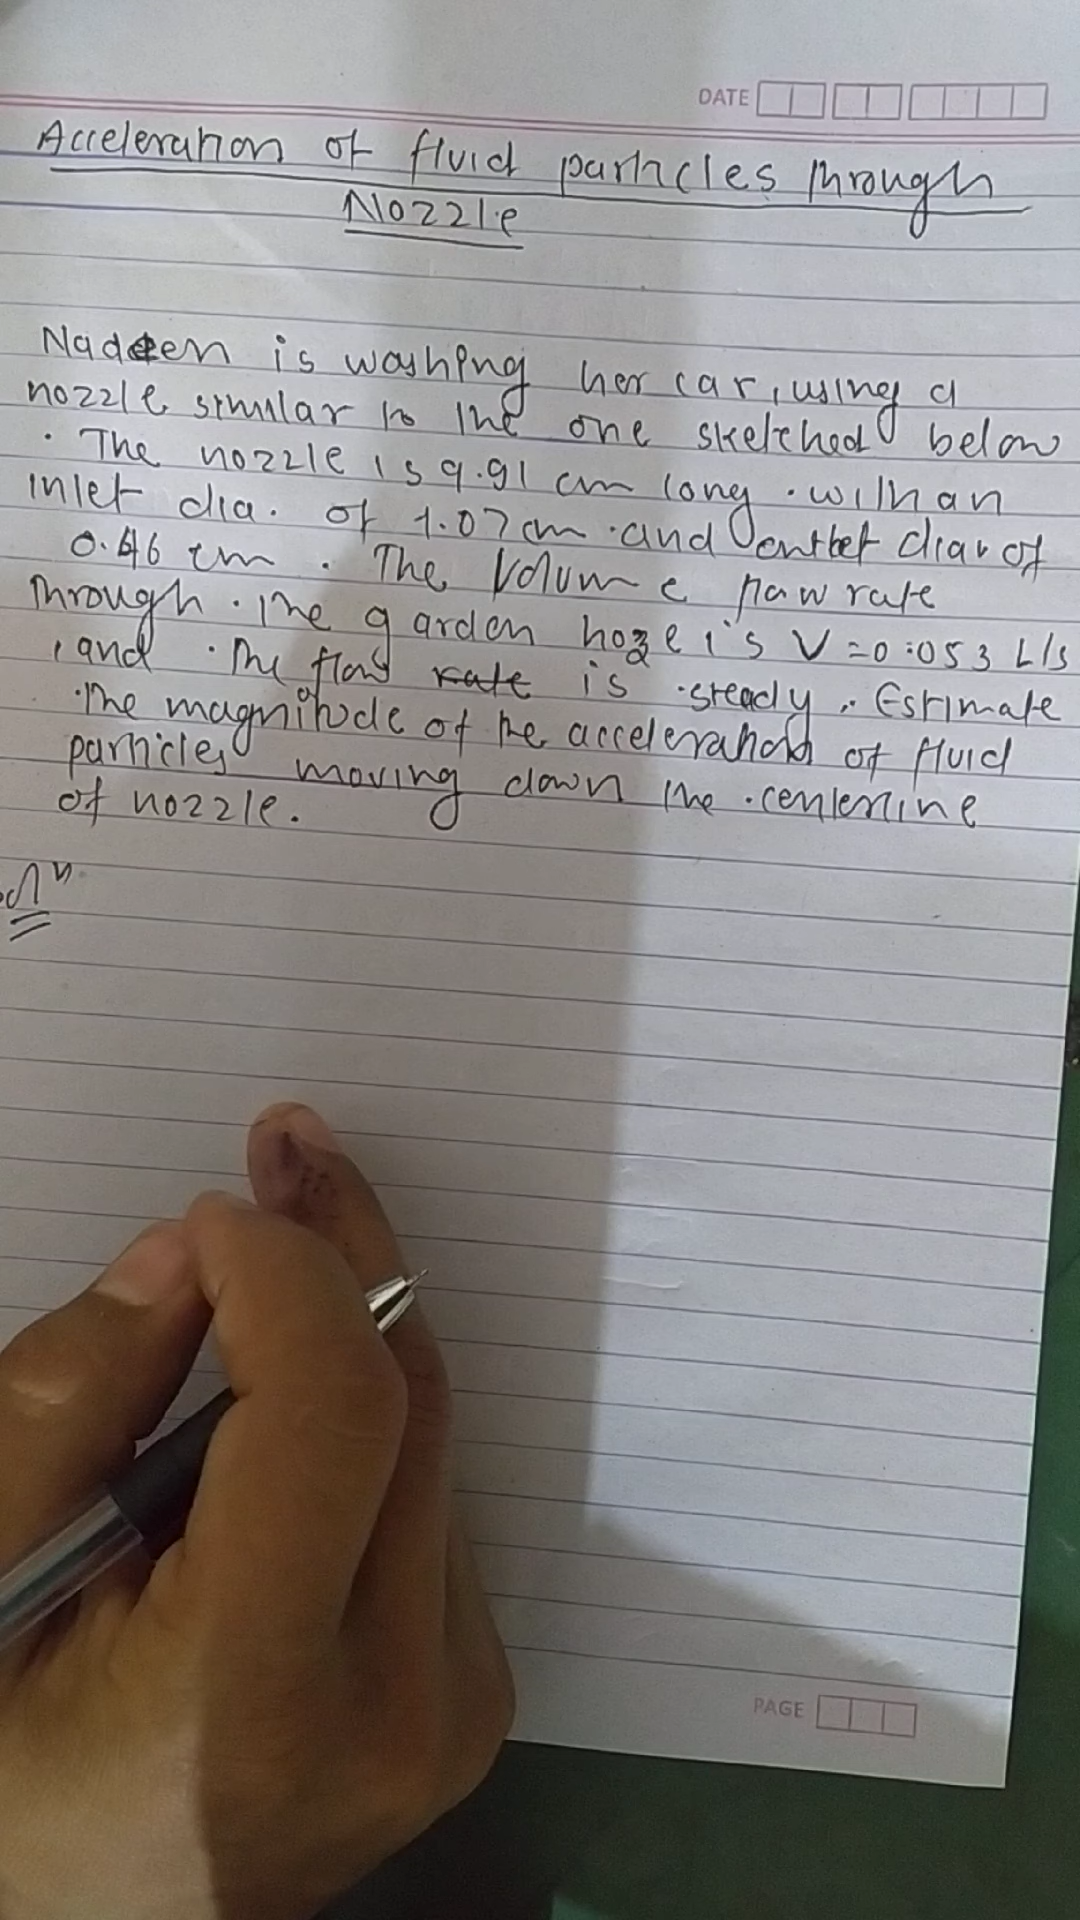 DATE
Acceleration of fluid particles through
Nozzle
Nadeen is washing her car, using a
nozzle similar to the one sketched below
. The nozzle is 9.91 cm long . with an
inlet dia. of 1.07 cm . and outlet diar of
0.46 cm . The Volume flow rate
through . the garden hoze is V = 0.053 L/s
, and . the flow rate is . steady . Estimate
. the magnitude of the acceleration of fluid
particles moving down the . centerline
of nozzle.
Solⁿ
PAGE